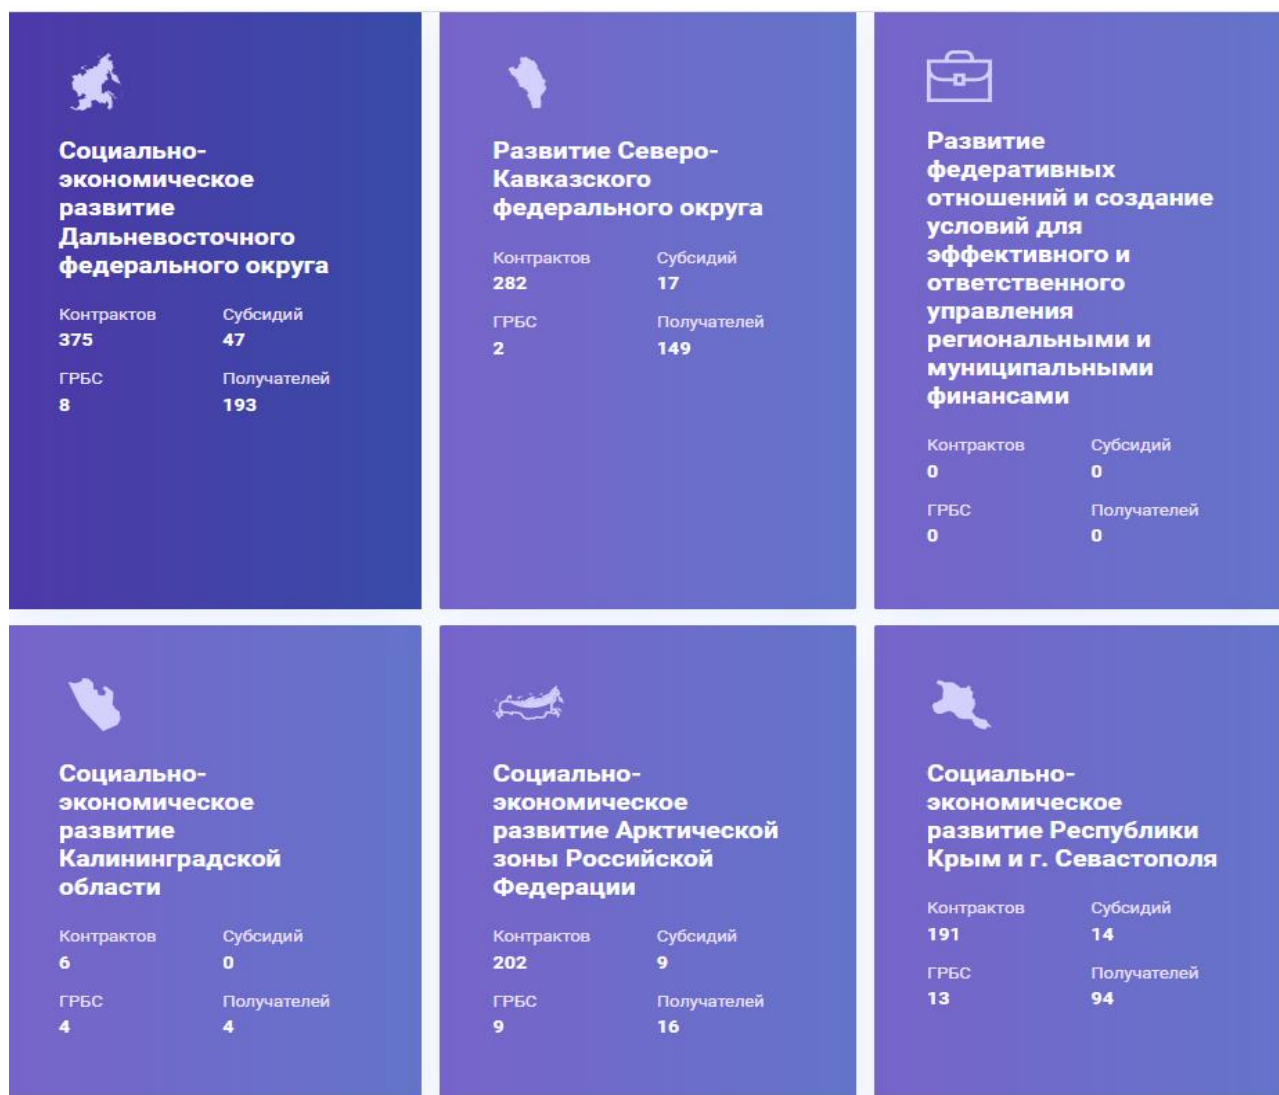 Социально-
экономическое
развитие
Дальневосточного
федерального округа
Контрактов Субсидий
375 47
ГРБС Получателей
8 193
Развитие Северо-
Кавказского
федерального округа
Контрактов Субсидий
282 17
ГРБС Получателей
2 149
Развитие
федеративных
отношений и создание
условий для
эффективного и
ответственного
управления
региональными и
муниципальными
финансами
Контрактов Субсидий
0 0
ГРБС Получателей
0 0
Социально-
экономическое
развитие
Калининградской
области
Контрактов Субсидий
6 0
ГРБС Получателей
4 4
Социально-
экономическое
развитие Арктической
зоны Российской
Федерации
Контрактов Субсидий
202 9
ГРБС Получателей
9 16
Социально-
экономическое
развитие Республики
Крым и г. Севастополя
Контрактов Субсидий
191 14
ГРБС Получателей
13 94